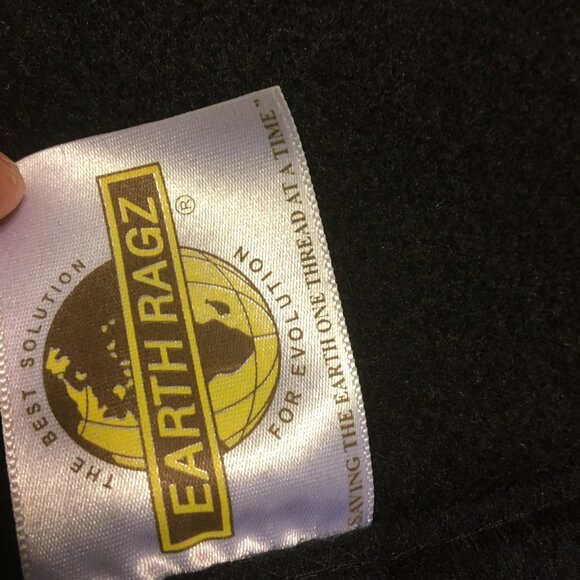 THE BEST SOLUTION
EARTH RAGZ ®
FOR EVOLUTION
SAVING THE EARTH ONE THREAD AT A TIME "